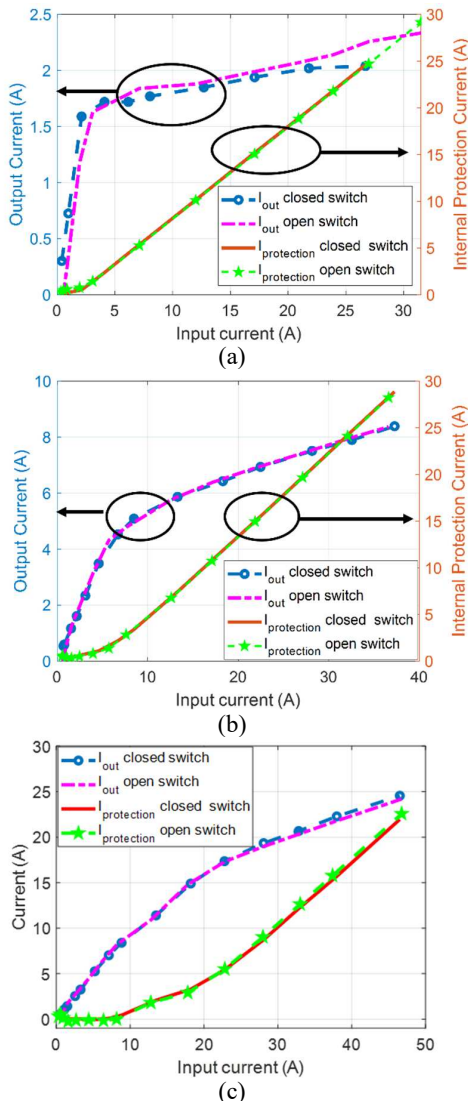 2.5
2
1.5
1
0.5
0
Output Current (A)
30
25
20
15
10
5
0
Internal Protection Current (A)
I_out closed switch
I_out open switch
I_protection closed switch
I_protection open switch
0 5 10 15 20 25 30
Input current (A)
(a)
10
8
6
4
2
0
Output Current (A)
30
25
20
15
10
5
0
Internal Protection Current (A)
I_out closed switch
I_out open switch
I_protection closed switch
I_protection open switch
0 10 20 30 40
Input current (A)
(b)
30
25
20
15
10
5
0
Current (A)
I_out closed switch
I_out open switch
I_protection closed switch
I_protection open switch
0 10 20 30 40 50
Input current (A)
(c)